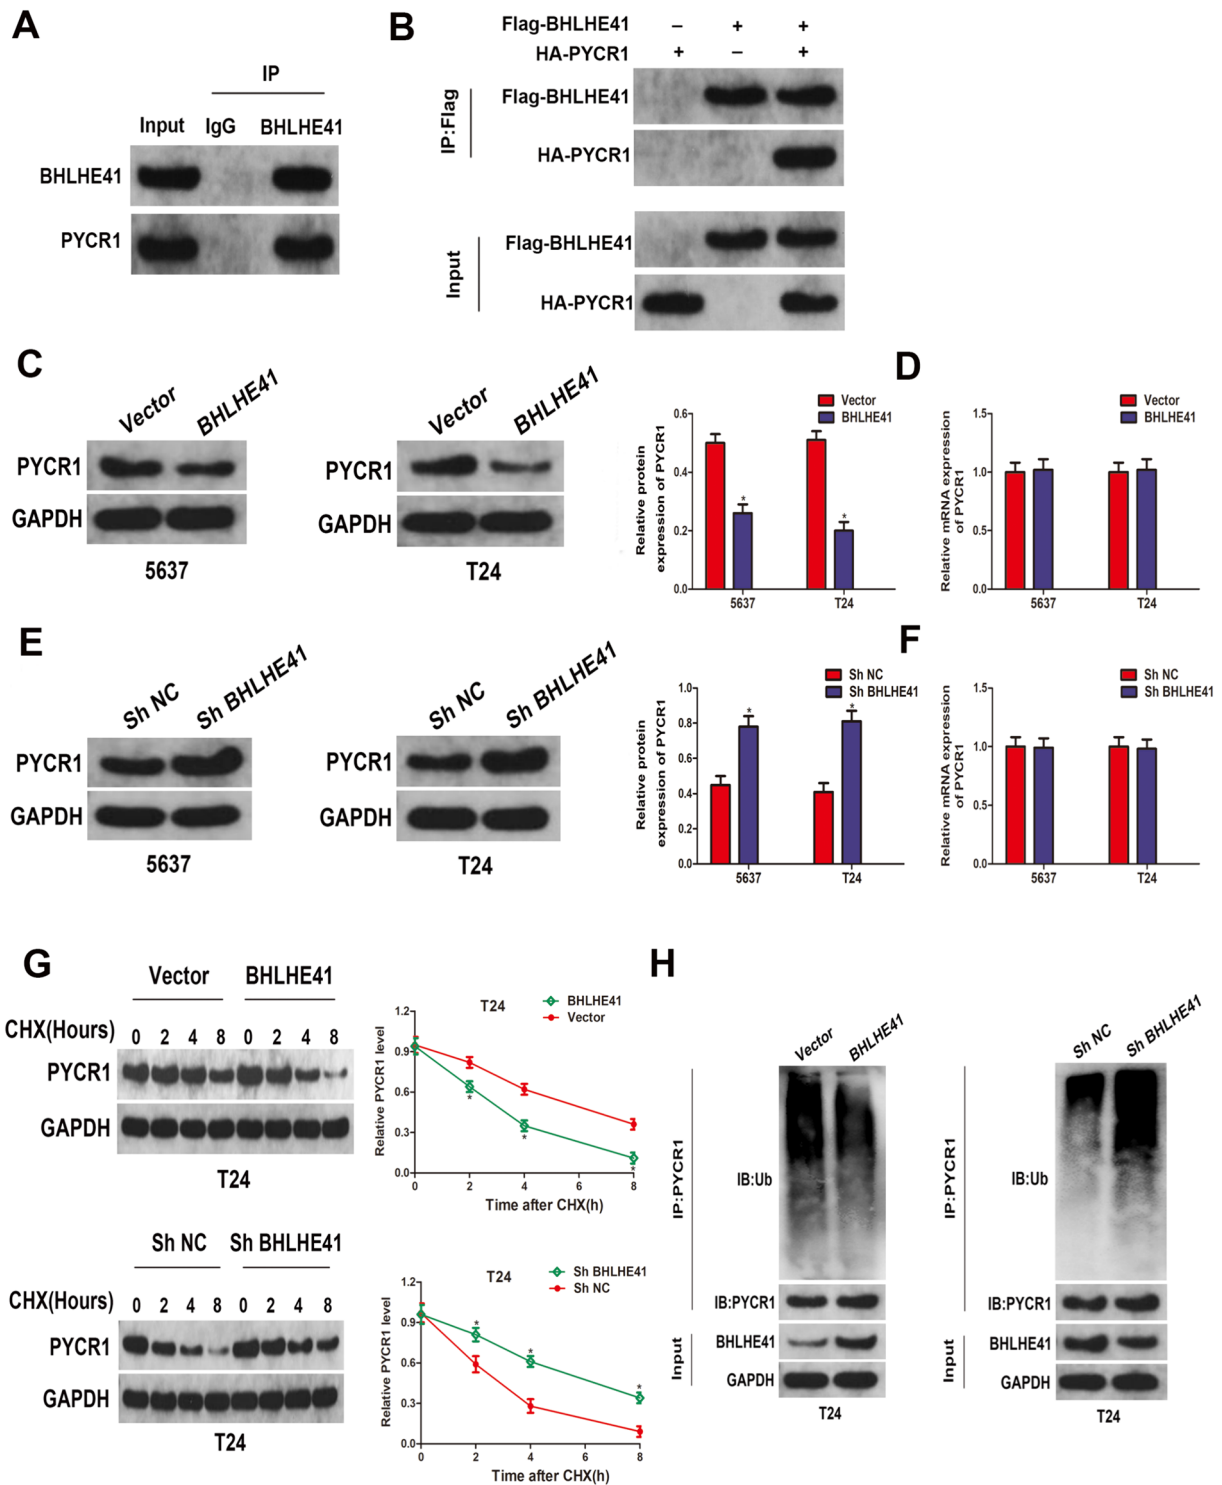 A
IP
Input IgG BHLHE41
BHLHE41
PYCR1
B
Flag-BHLHE41 – + +
HA-PYCR1 + – +
IP:Flag
Flag-BHLHE41
HA-PYCR1
Input
Flag-BHLHE41
HA-PYCR1
C
Vector BHLHE41
PYCR1
GAPDH
5637
Vector BHLHE41
PYCR1
GAPDH
T24
Vector
BHLHE41
Relative protein
expression of PYCR1
0.6
0.4
0.2
0.0
* *
5637 T24
D
Vector
BHLHE41
Relative mRNA expression
of PYCR1
1.5
1.0
0.5
0.0
5637 T24
E
Sh NC Sh BHLHE41
PYCR1
GAPDH
5637
Sh NC Sh BHLHE41
PYCR1
GAPDH
T24
Sh NC
Sh BHLHE41
Relative protein
expression of PYCR1
1.0
0.8
0.6
0.4
0.2
0.0
* *
5637 T24
F
Sh NC
Sh BHLHE41
Relative mRNA expression
of PYCR1
1.5
1.0
0.5
0.0
5637 T24
G
Vector BHLHE41
CHX(Hours) 0 2 4 8 0 2 4 8
PYCR1
GAPDH
T24
T24
BHLHE41
Vector
Relative PYCR1 level
1.2
0.9
0.6
0.3
0.0
* * *
0 2 4 6 8
Time after CHX(h)
Sh NC Sh BHLHE41
CHX(Hours) 0 2 4 8 0 2 4 8
PYCR1
GAPDH
T24
T24
Sh BHLHE41
Sh NC
Relative PYCR1 level
1.2
0.9
0.6
0.3
0.0
* * *
0 2 4 6 8
Time after CHX(h)
H
Vector BHLHE41
IP:PYCR1
IB:Ub
IB:PYCR1
Input
BHLHE41
GAPDH
T24
Sh NC Sh BHLHE41
IP:PYCR1
IB:Ub
IB:PYCR1
Input
BHLHE41
GAPDH
T24